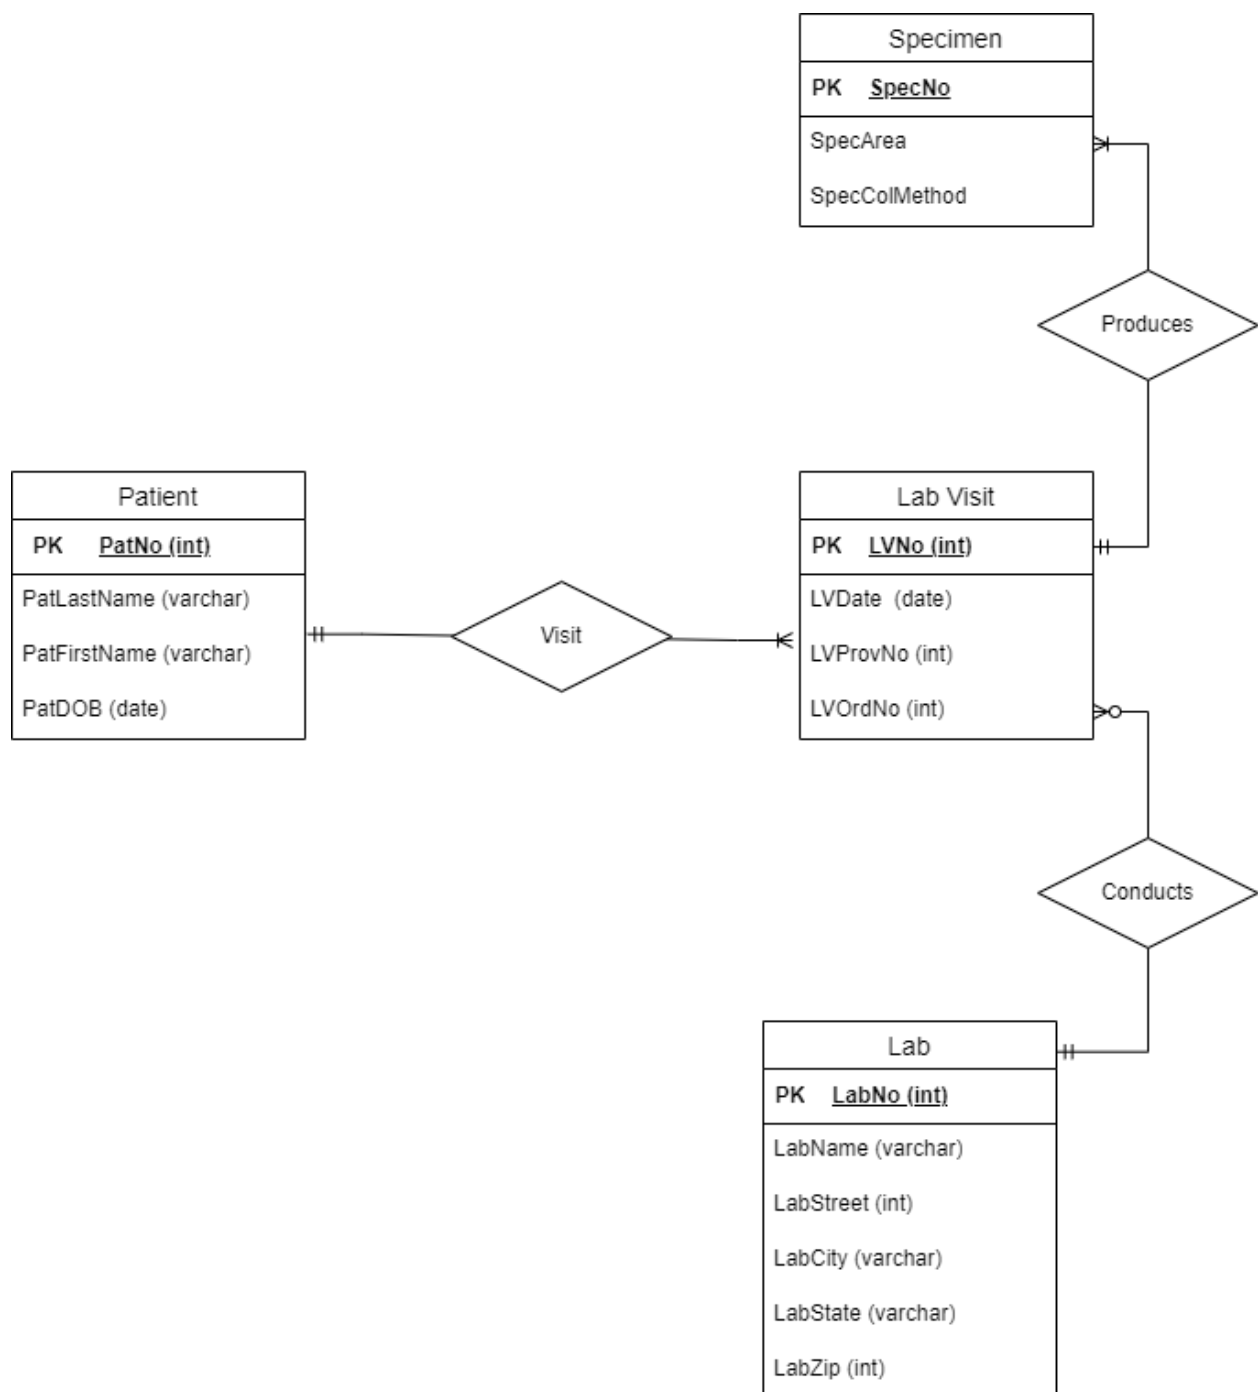 Specimen
PK SpecNo
SpecArea
SpecColMethod
Produces
Patient
PK PatNo (int)
PatLastName (varchar)
PatFirstName (varchar)
PatDOB (date)
Visit
Lab Visit
PK LVNo (int)
LVDate (date)
LVProvNo (int)
LVOrdNo (int)
Conducts
Lab
PK LabNo (int)
LabName (varchar)
LabStreet (int)
LabCity (varchar)
LabState (varchar)
LabZip (int)